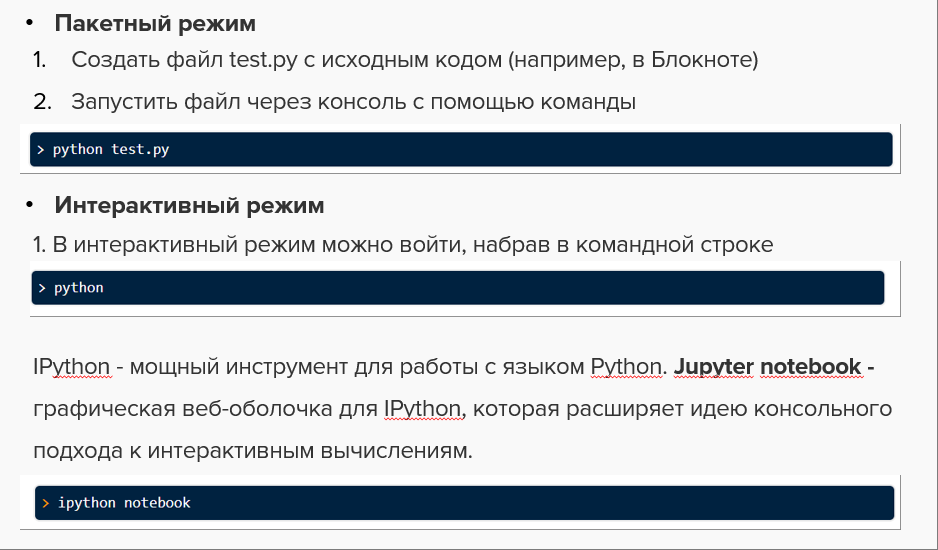 • Пакетный режим
1. Создать файл test.py с исходным кодом (например, в Блокноте)
2. Запустить файл через консоль с помощью команды
> python test.py
• Интерактивный режим
1. В интерактивный режим можно войти, набрав в командной строке
> python
IPython - мощный инструмент для работы с языком Python. Jupyter notebook -
графическая веб-оболочка для IPython, которая расширяет идею консольного
подхода к интерактивным вычислениям.
> ipython notebook